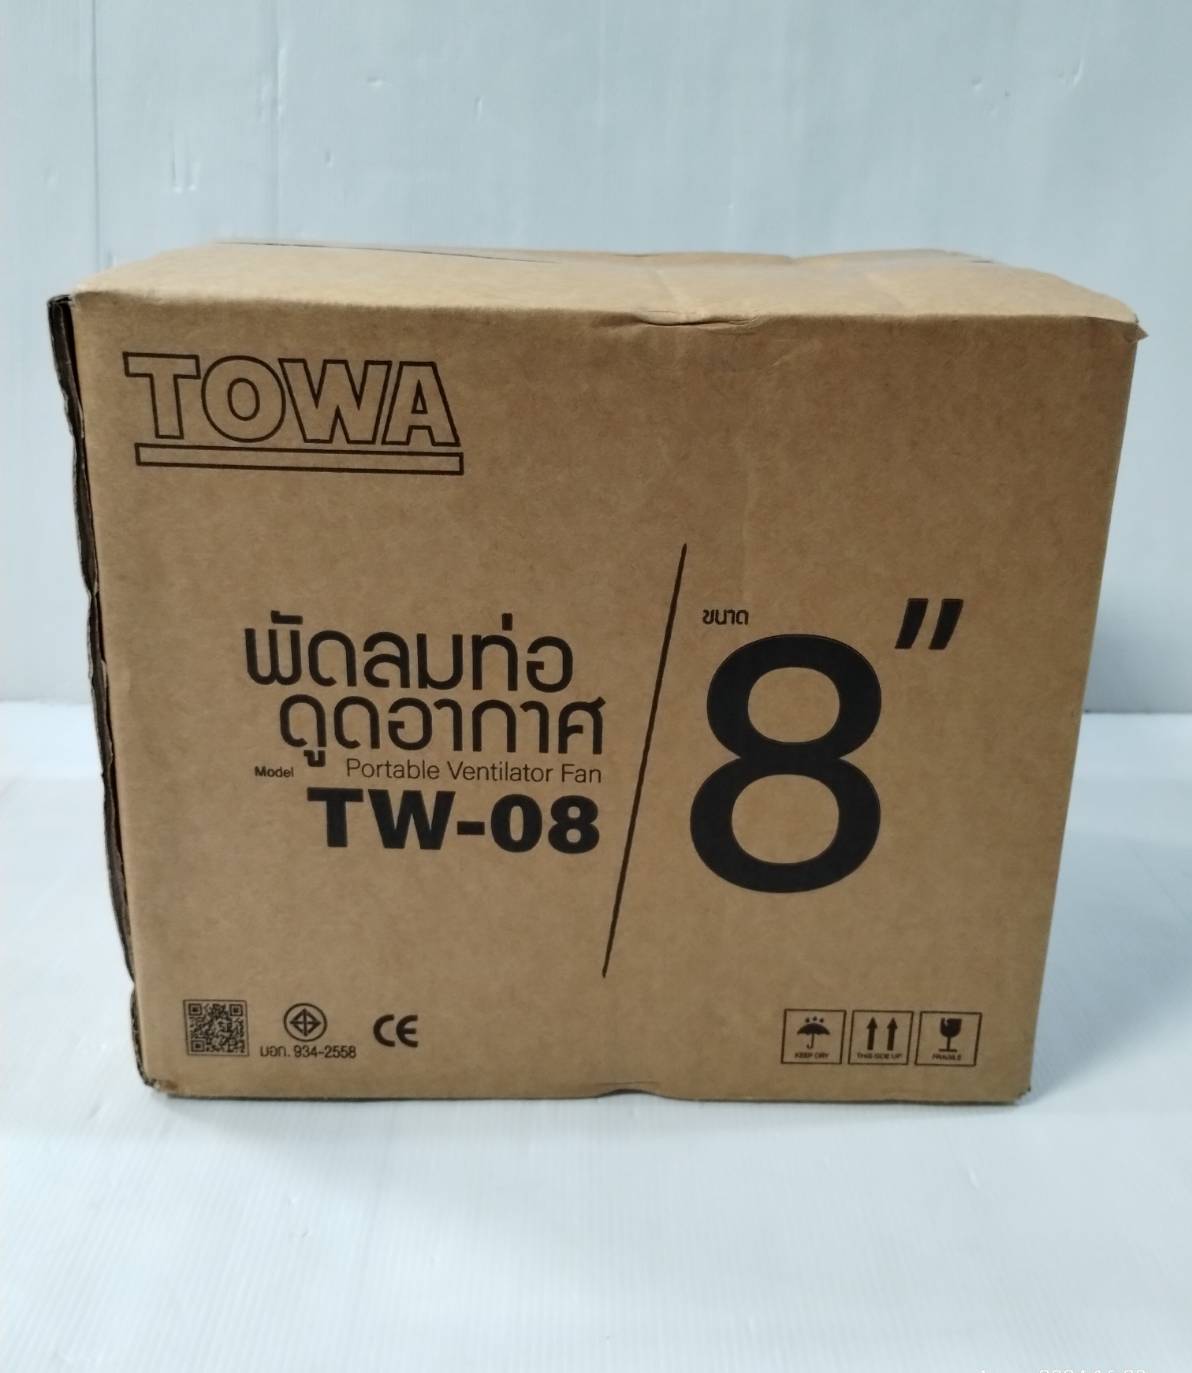 TOWA
พัดลมท่อ
ดูดอากาศ
Model Portable Ventilator Fan
TW-08
ขนาด
8"
มอก. 934-2558
CE
KEEP DRY
THIS SIDE UP
FRAGILE